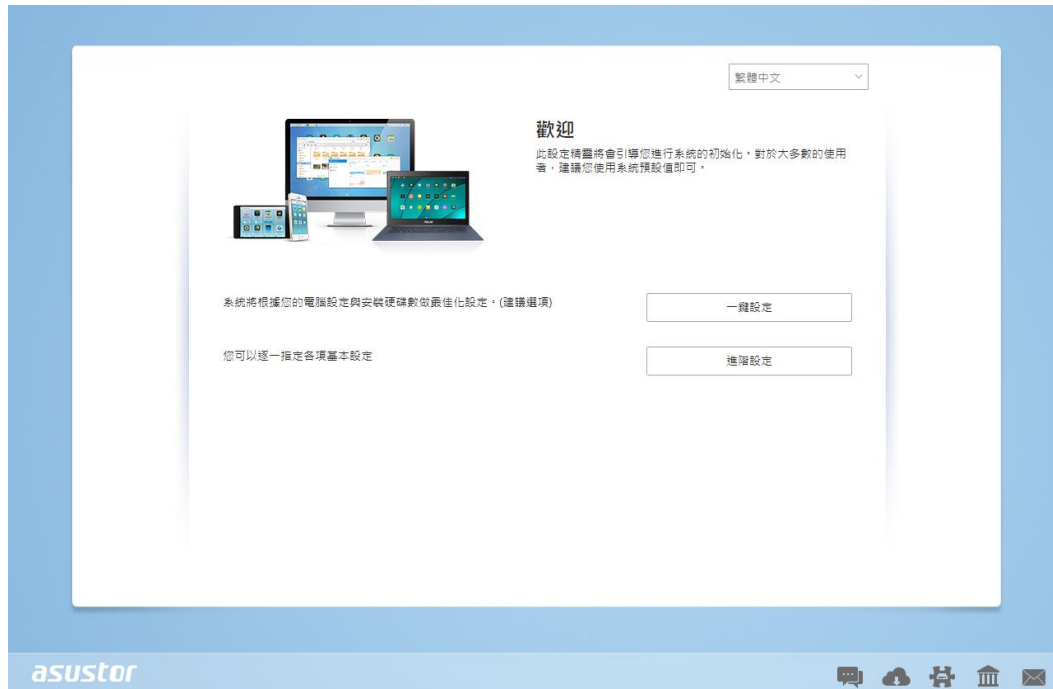 繁體中文
歡迎
此設定精靈將會引導您進行系統的初始化。對於大多數的使用
者，建議您使用系統預設值即可。
系統將根據您的電腦設定與安裝硬碟數做最佳化設定。(建議選項)
一鍵設定
您可以逐一指定各項基本設定
進階設定
asustor